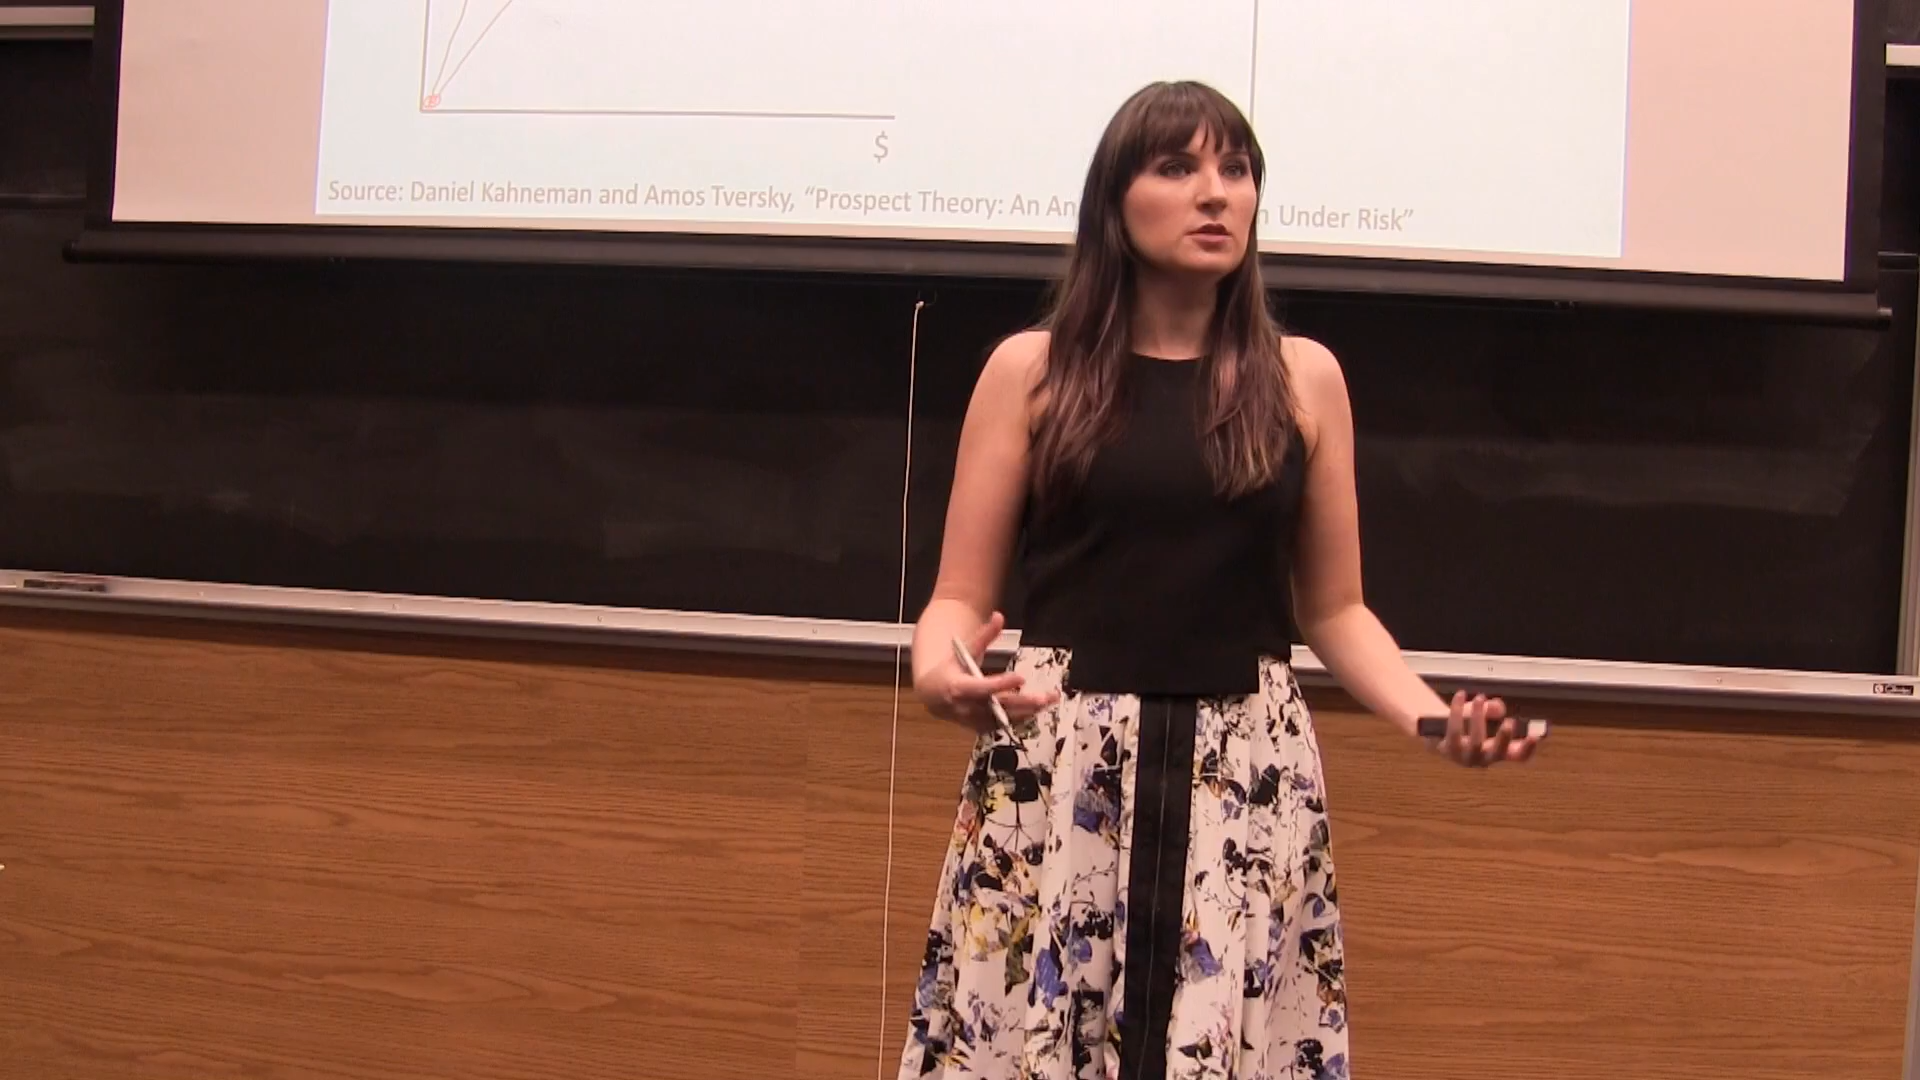 $
Source: Daniel Kahneman and Amos Tversky, “Prospect Theory: An An
Under Risk”